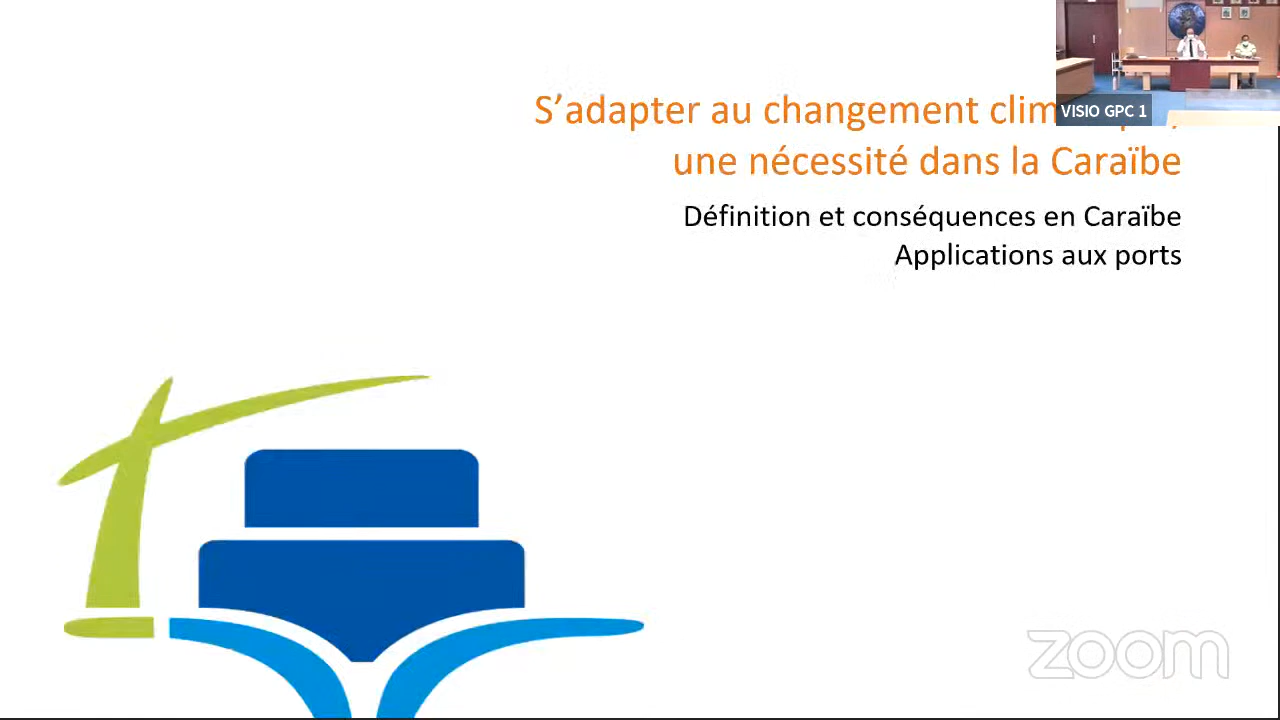 S'adapter au changement
une nécessité dans la Caraïbe
Définition et conséquences en Caraïbe
Applications aux ports
VISIO GPC 1
zoom